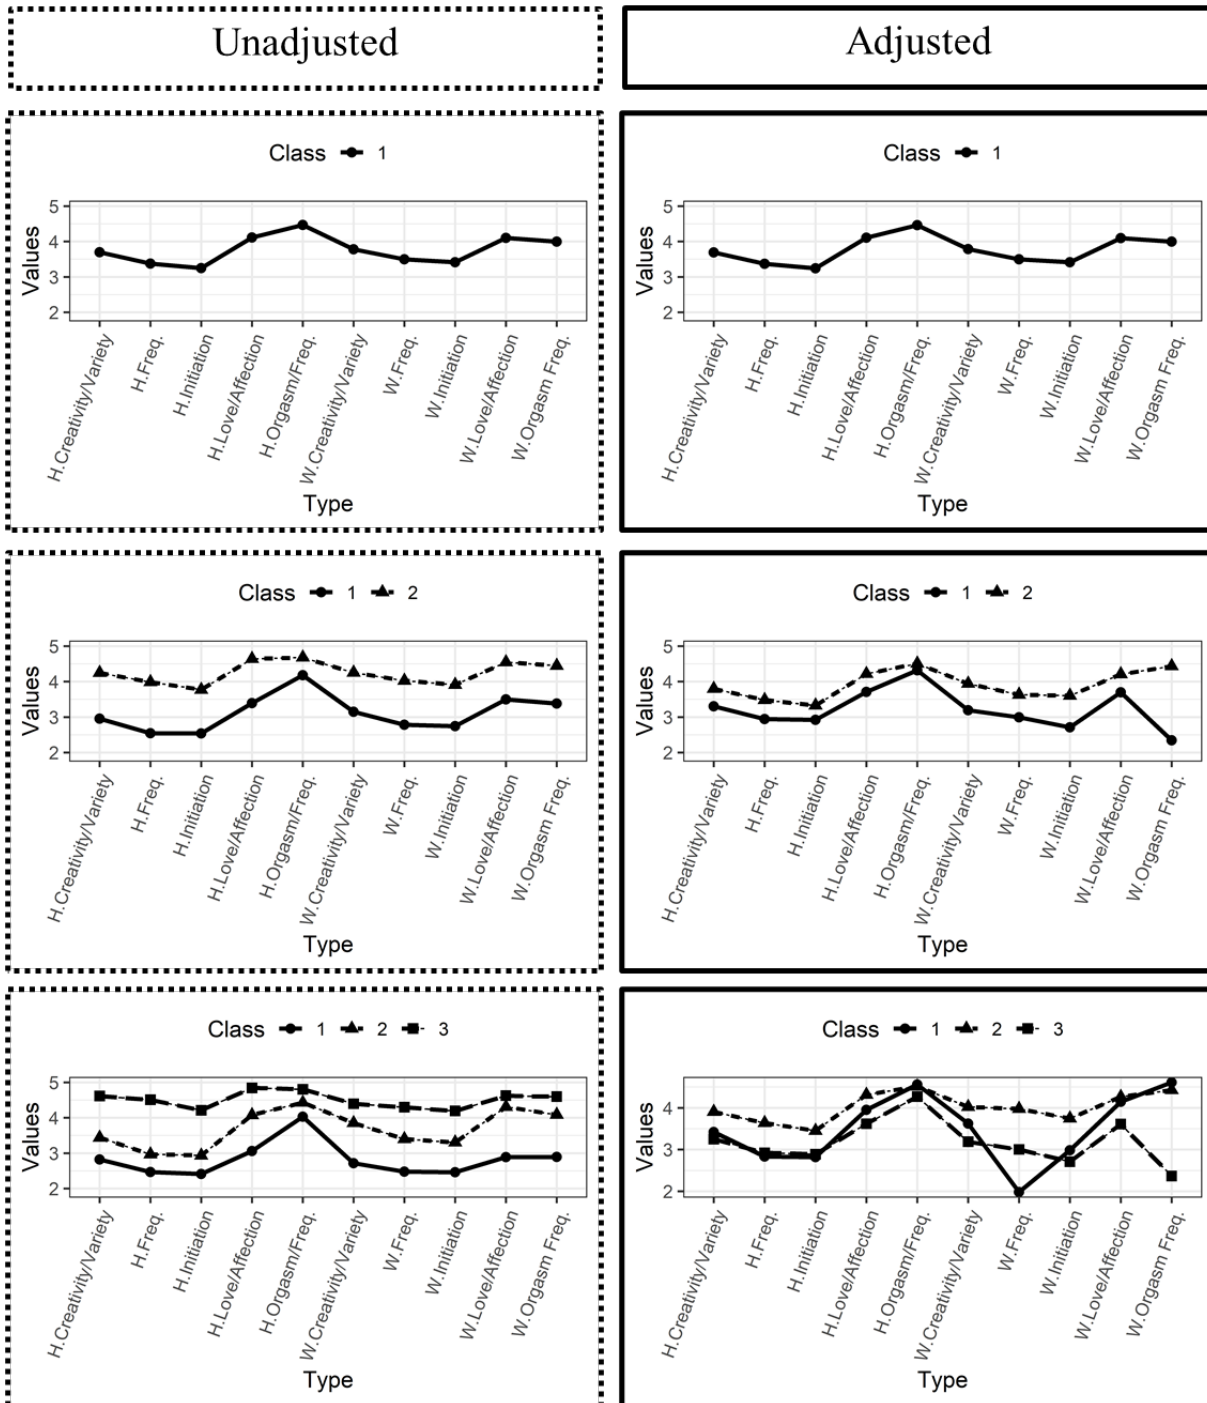 Unadjusted
Adjusted
Class 1
5
4
3
2
Values
H.Creativity/Variety
H.Freq.
H.Initiation
H.Love/Affection
H.Orgasm/Freq.
W.Creativity/Variety
W.Freq.
W.Initiation
W.Love/Affection
W.Orgasm Freq.
Type
Class 1
5
4
3
2
Values
H.Creativity/Variety
H.Freq.
H.Initiation
H.Love/Affection
H.Orgasm/Freq.
W.Creativity/Variety
W.Freq.
W.Initiation
W.Love/Affection
W.Orgasm Freq.
Type
Class 1 2
5
4
3
2
Values
H.Creativity/Variety
H.Freq.
H.Initiation
H.Love/Affection
H.Orgasm/Freq.
W.Creativity/Variety
W.Freq.
W.Initiation
W.Love/Affection
W.Orgasm Freq.
Type
Class 1 2
5
4
3
2
Values
H.Creativity/Variety
H.Freq.
H.Initiation
H.Love/Affection
H.Orgasm/Freq.
W.Creativity/Variety
W.Freq.
W.Initiation
W.Love/Affection
W.Orgasm Freq.
Type
Class 1 2 3
5
4
3
2
Values
H.Creativity/Variety
H.Freq.
H.Initiation
H.Love/Affection
H.Orgasm/Freq.
W.Creativity/Variety
W.Freq.
W.Initiation
W.Love/Affection
W.Orgasm Freq.
Type
Class 1 2 3
4
3
2
Values
H.Creativity/Variety
H.Freq.
H.Initiation
H.Love/Affection
H.Orgasm/Freq.
W.Creativity/Variety
W.Freq.
W.Initiation
W.Love/Affection
W.Orgasm Freq.
Type